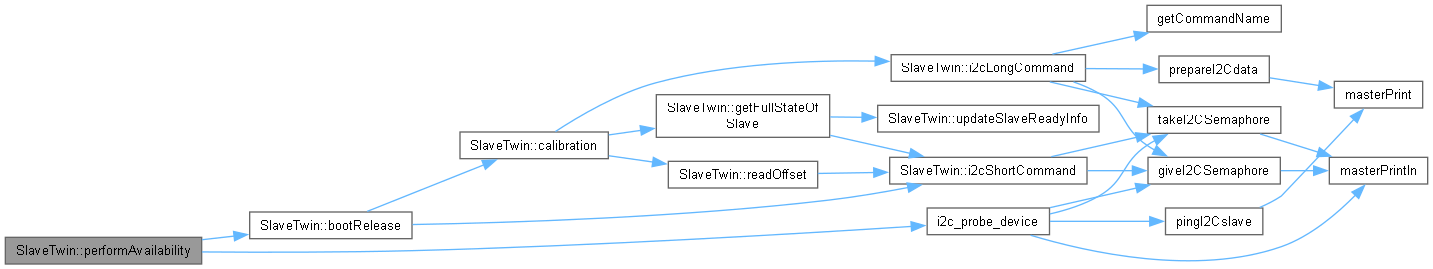 getCommandName
SlaveTwin::i2cLongCommand
prepareI2Cdata
masterPrint
SlaveTwin::getFullStateOf
Slave
SlaveTwin::updateSlaveReadyInfo
takeI2CSemaphore
SlaveTwin::calibration
SlaveTwin::readOffset
SlaveTwin::i2cShortCommand
giveI2CSemaphore
masterPrintln
SlaveTwin::bootRelease
i2c_probe_device
pingI2Cslave
SlaveTwin::performAvailability